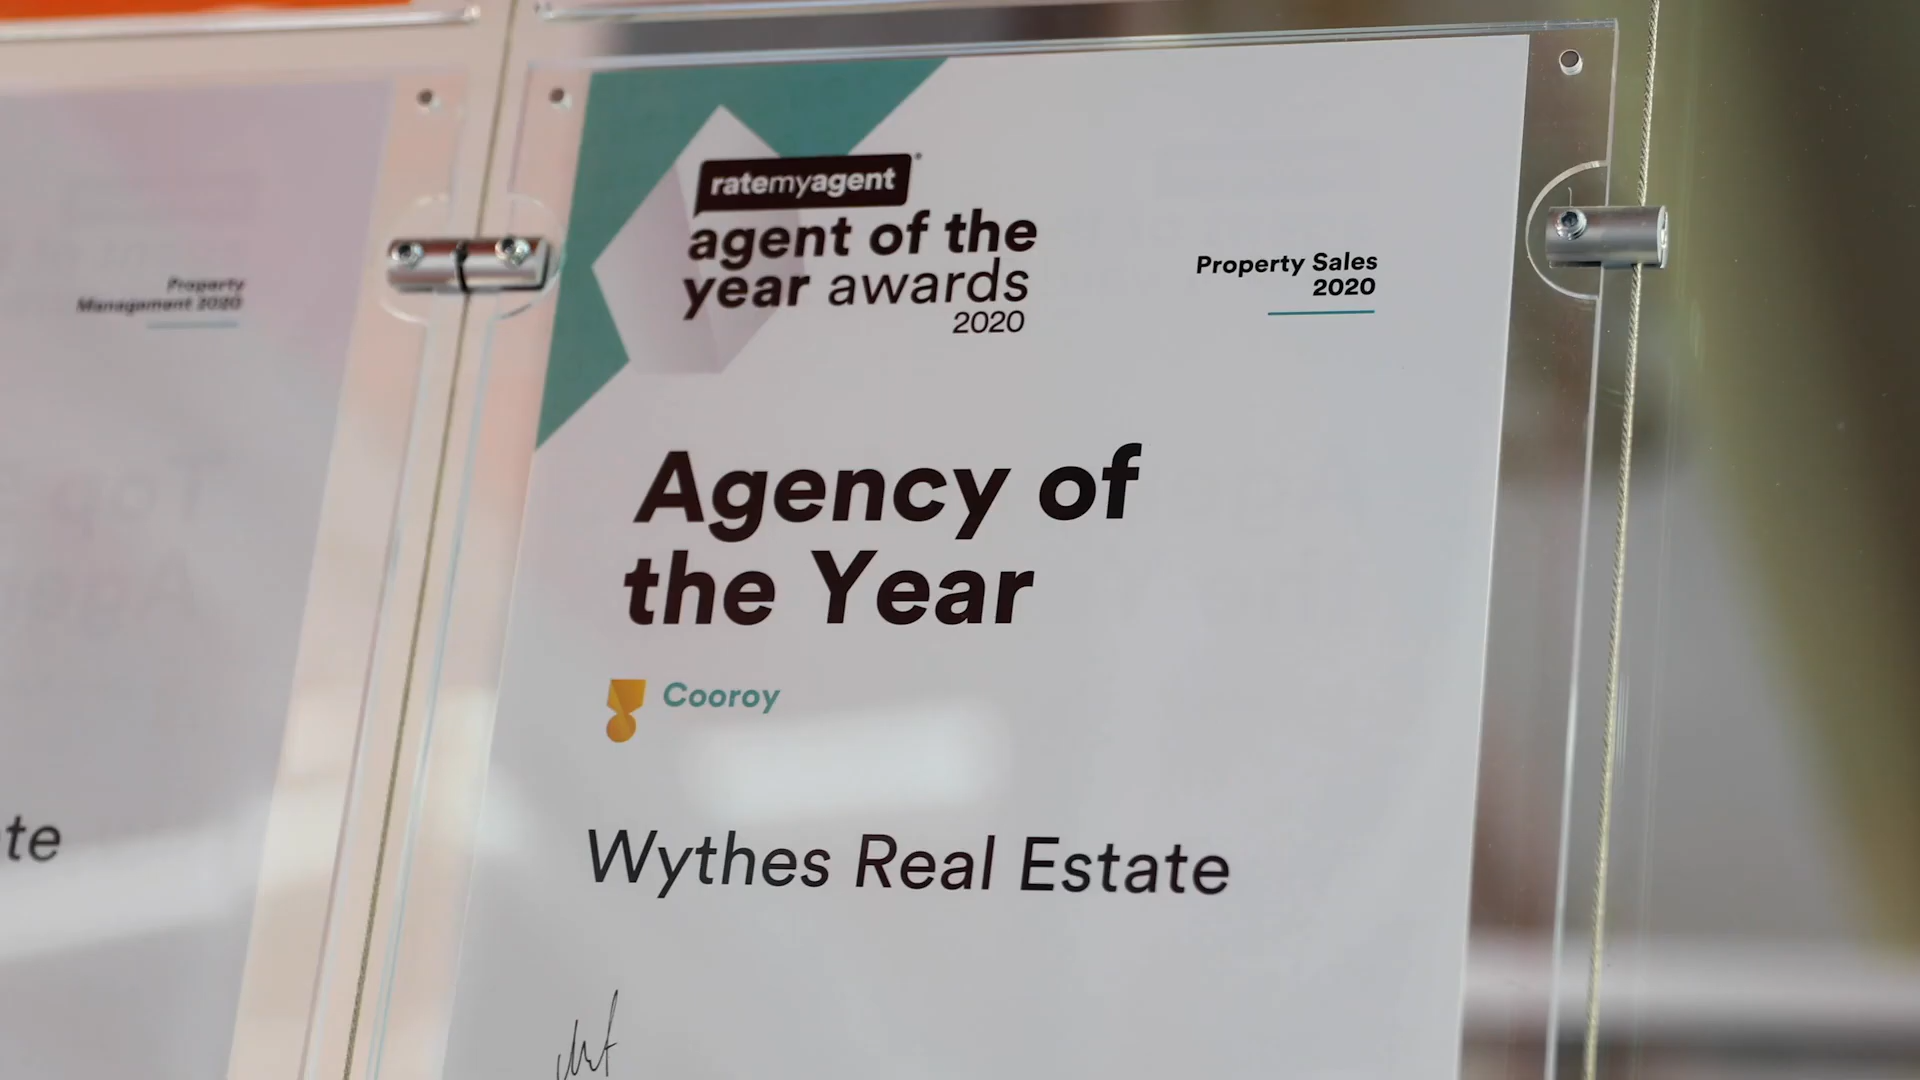 Property
Management 2020
te
ratemyagent
agent of the
year awards
2020
Property Sales
2020
Agency of
the Year
Cooroy
Wythes Real Estate